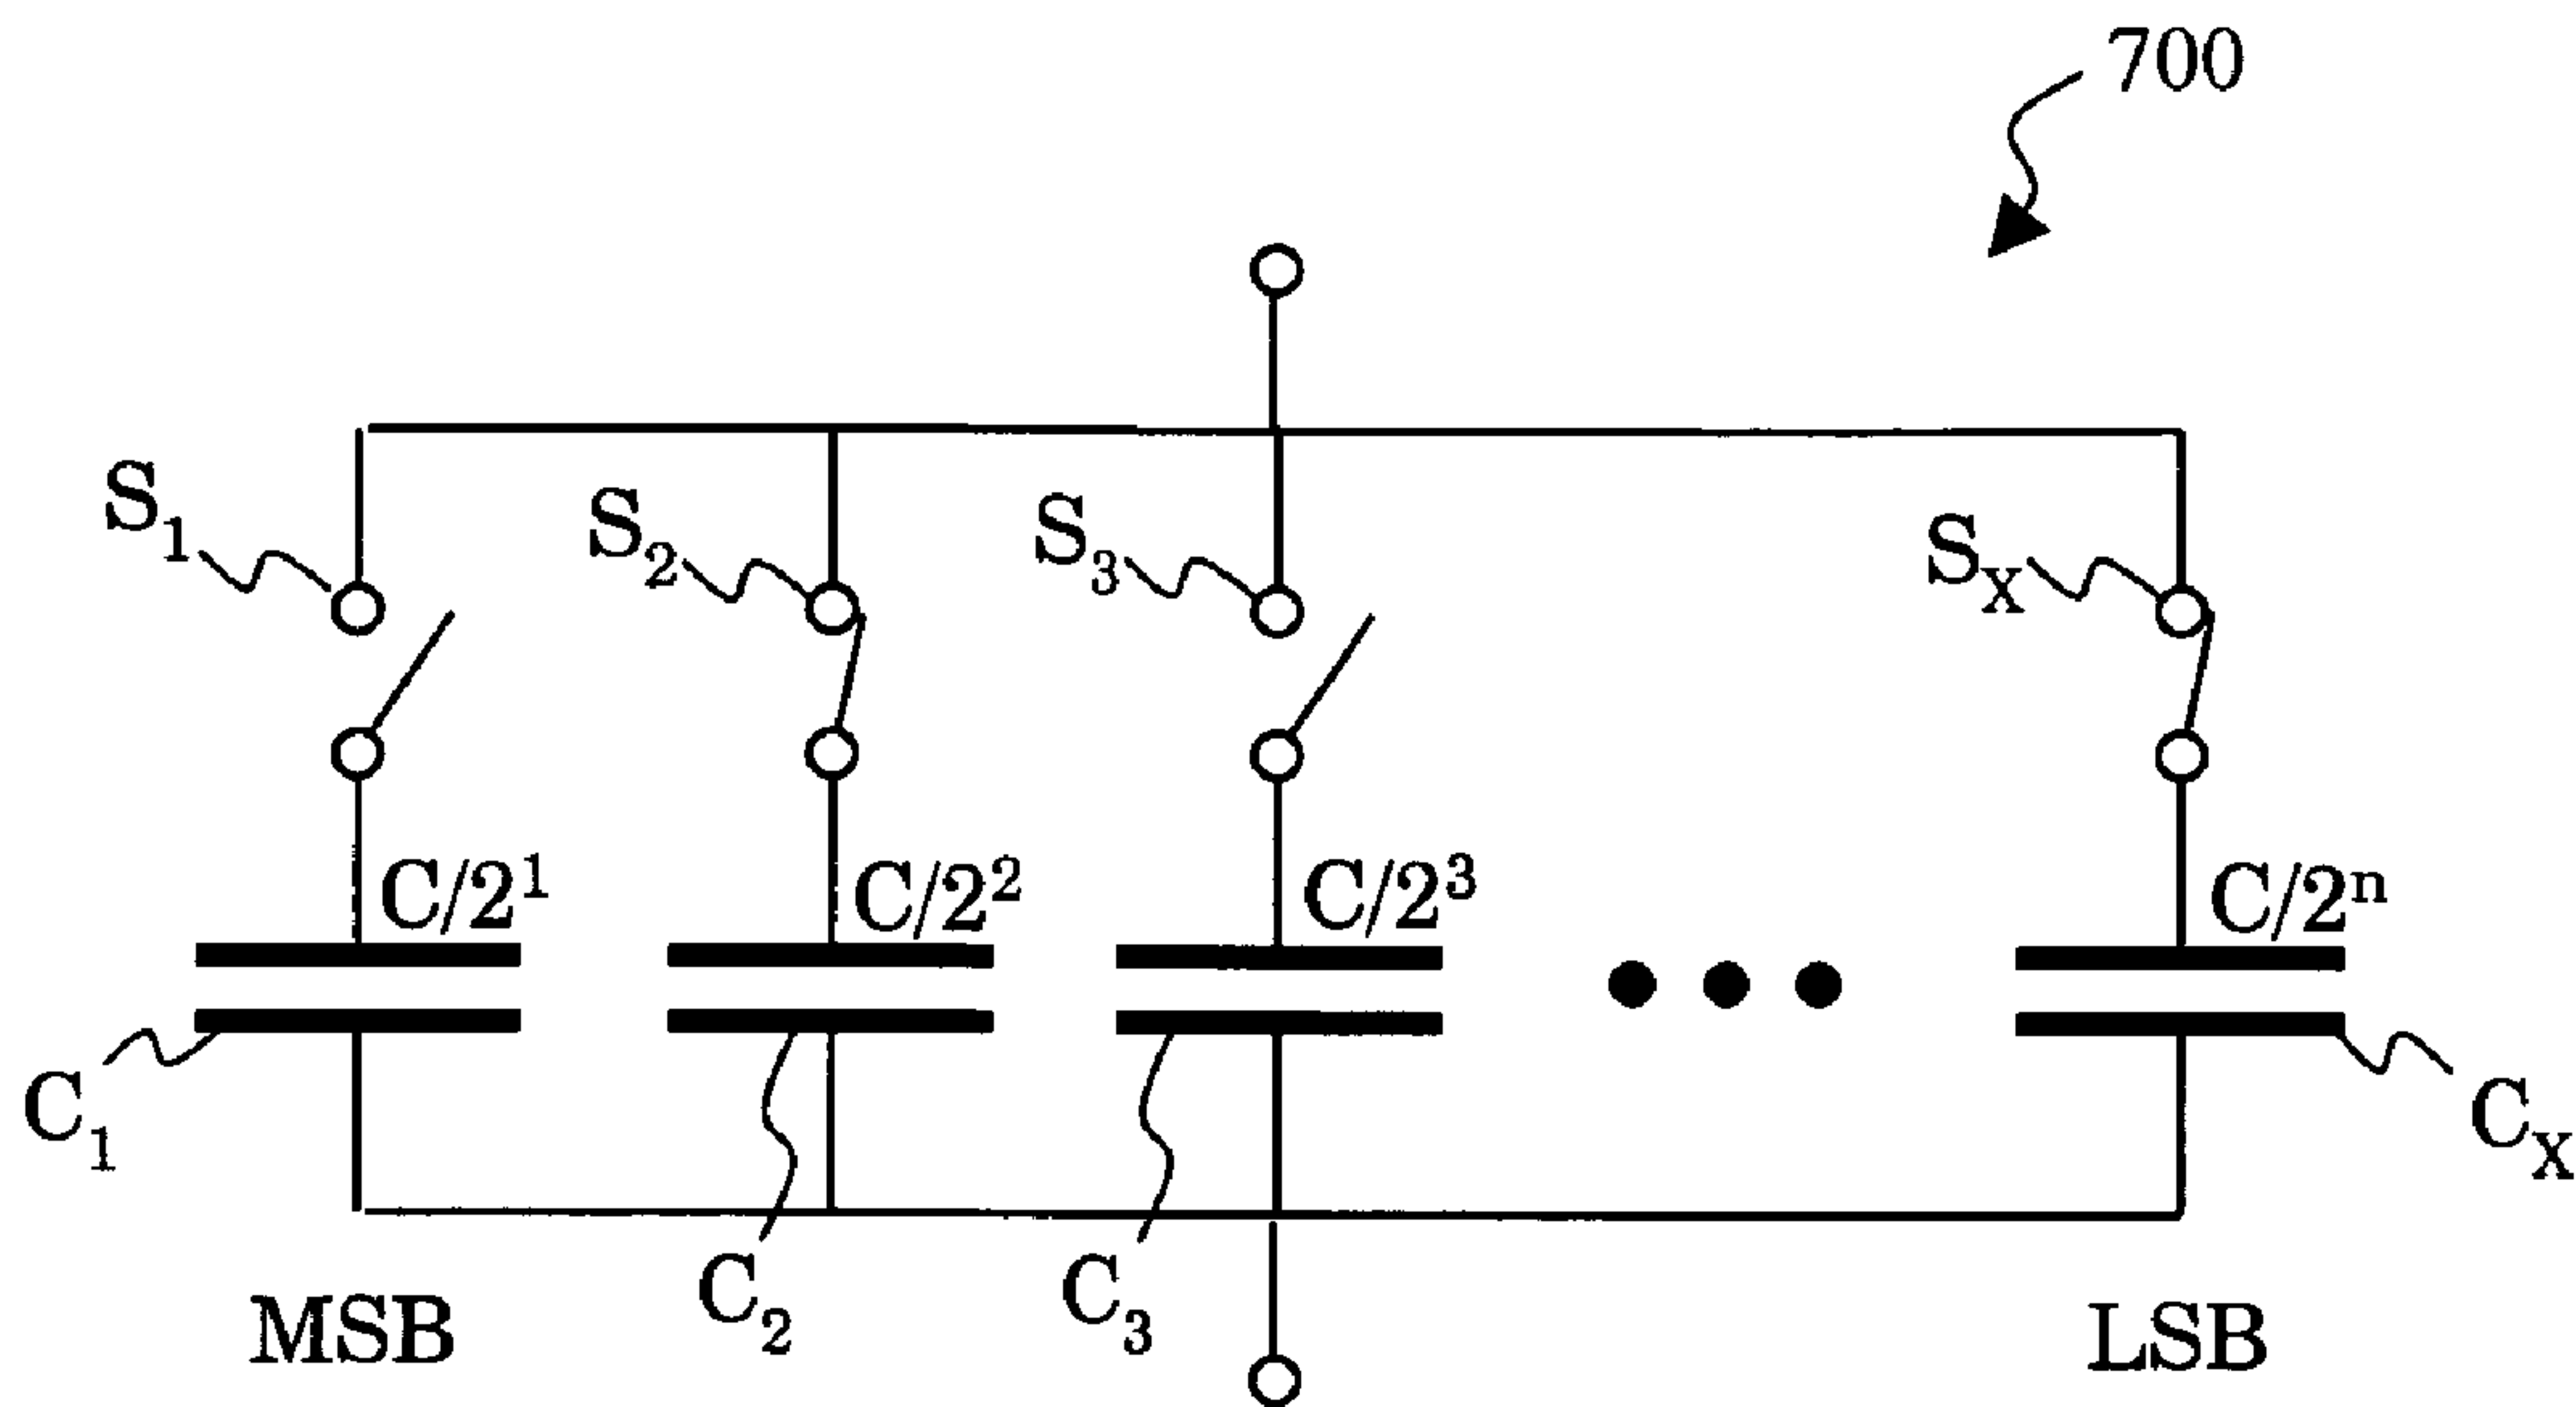 700
S₁
S₂
S₃
Sₓ
C/2¹
C/2²
C/2³
C/2ⁿ
C₁
C₂
C₃
Cₓ
MSB
LSB